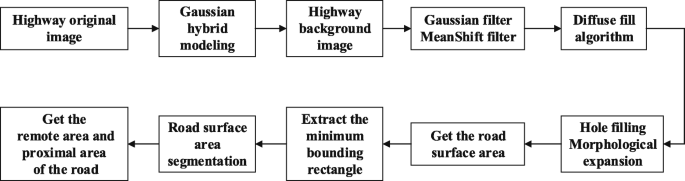 Highway original
image
Gaussian
hybrid
modeling
Highway
background
image
Gaussian filter
MeanShift filter
Diffuse fill
algorithm
Hole filling
Morphological
expansion
Get the road
surface area
Extract the
minimum
bounding
rectangle
Road surface
area
segmentation
Get the
remote area and
proximal area
of the road